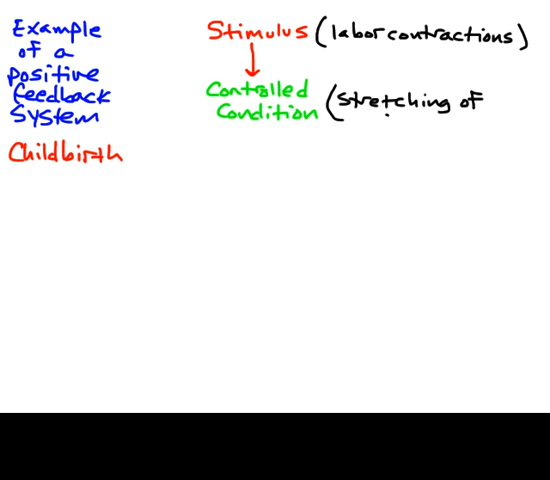 Example
of a
positive
feedback
System
Childbirth
Stimulus (labor contractions)
Controlled
Condition (stretching of